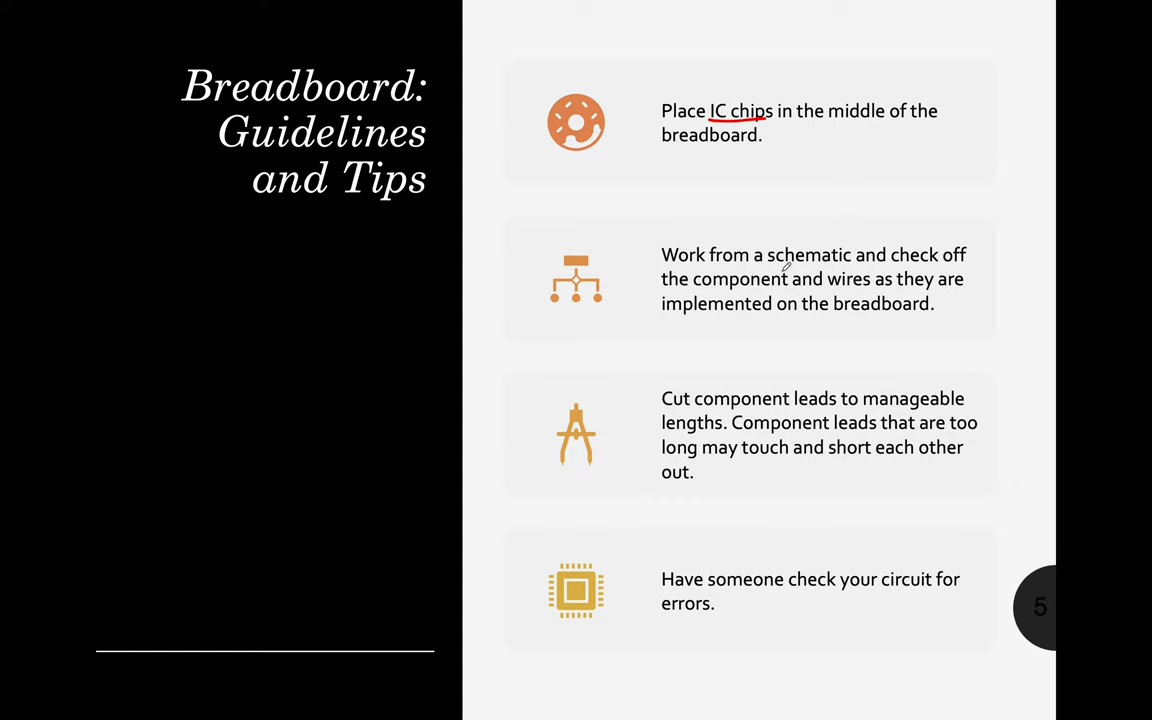 Breadboard:
Guidelines
and Tips
Place IC chips in the middle of the
breadboard.
Work from a schematic and check off
the component and wires as they are
implemented on the breadboard.
Cut component leads to manageable
lengths. Component leads that are too
long may touch and short each other
out.
Have someone check your circuit for
errors.
5